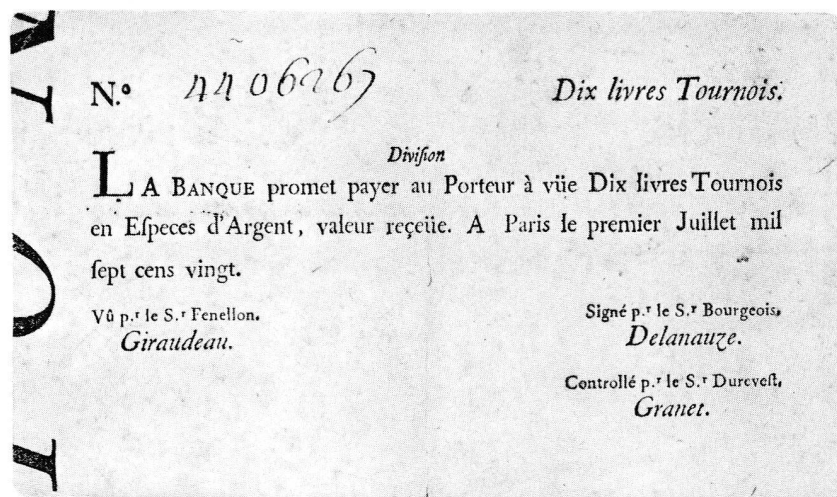 N.º 4406267 Dix livres Tournois.
Diviſion
LA BANQUE promet payer au Porteur à vûe Dix livres Tournois
en Eſpeces d'Argent, valeur reçeüe. A Paris le premier Juillet mil
ſept cens vingt.
Vû p.r le S.r Fenellon.
Giraudeau.
Signé p.r le S.r Bourgeois.
Delanauze.
Controllé p.r le S.r Dureveſt.
Granet.